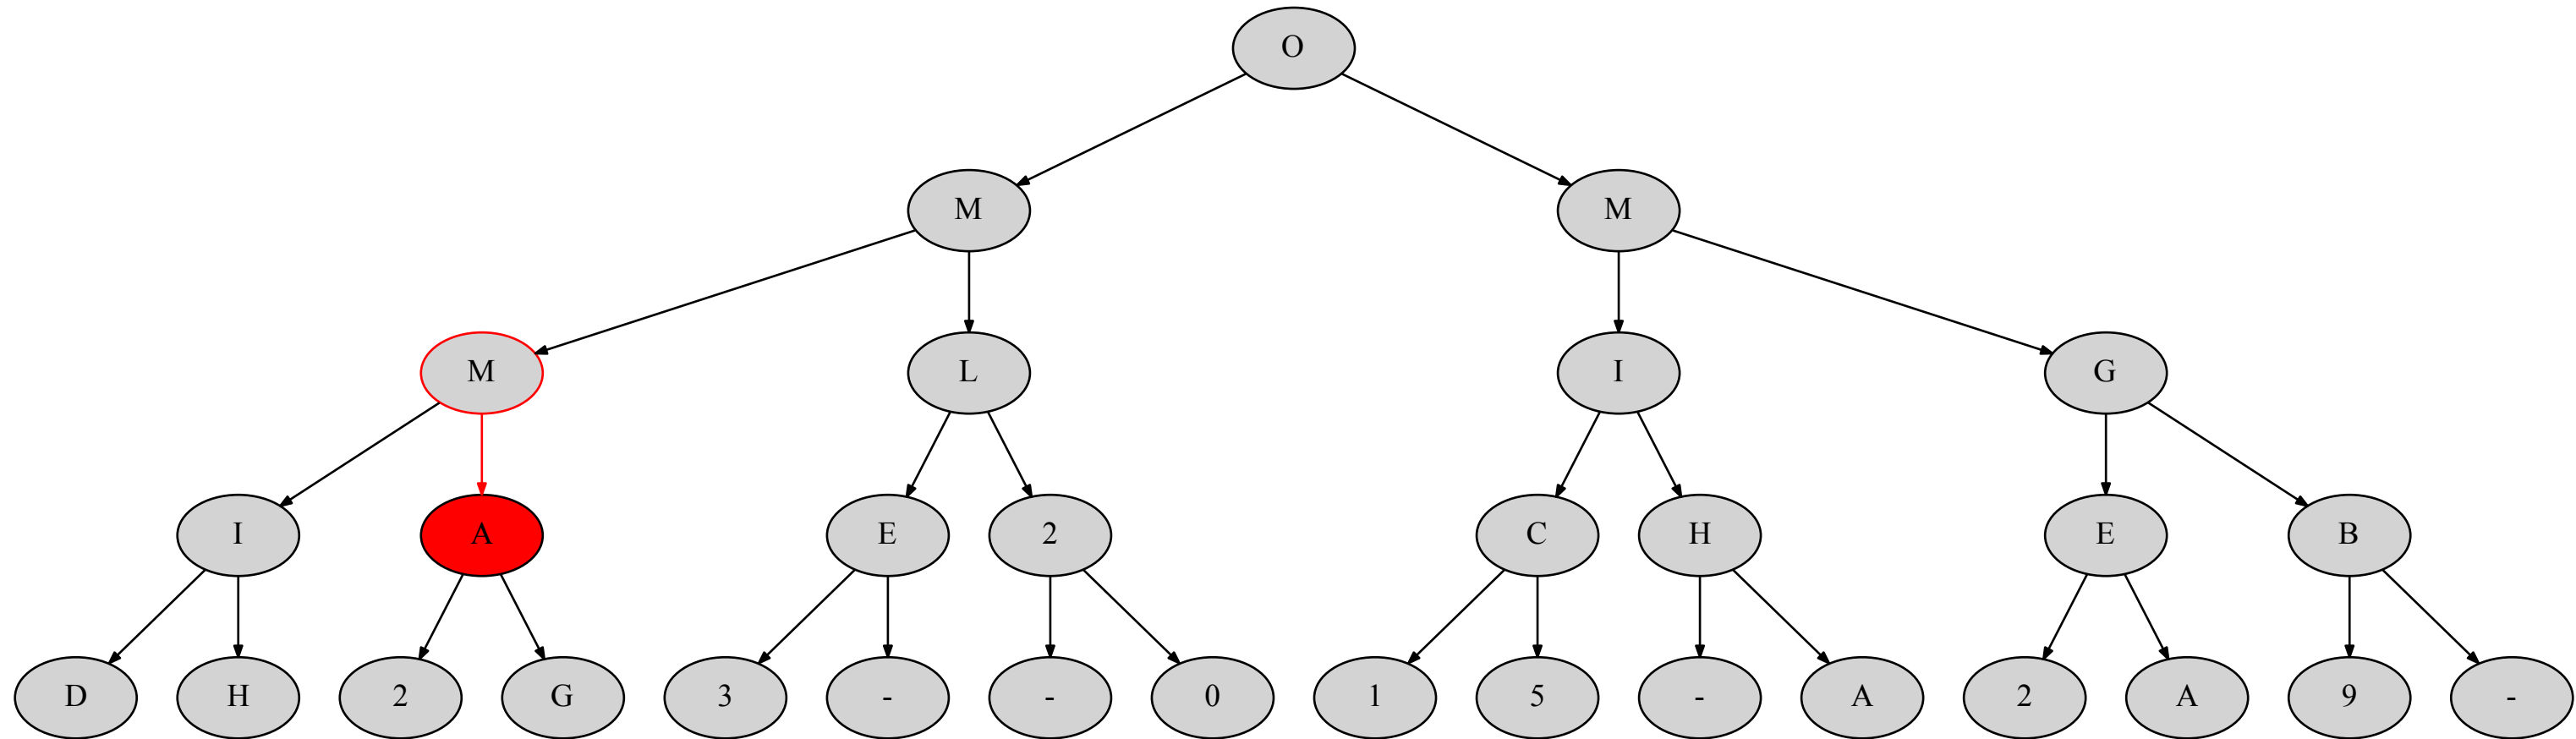 O
M M
M L I G
I A E 2 C H E B
D H 2 G 3 - - 0 1 5 - A 2 A 9 -